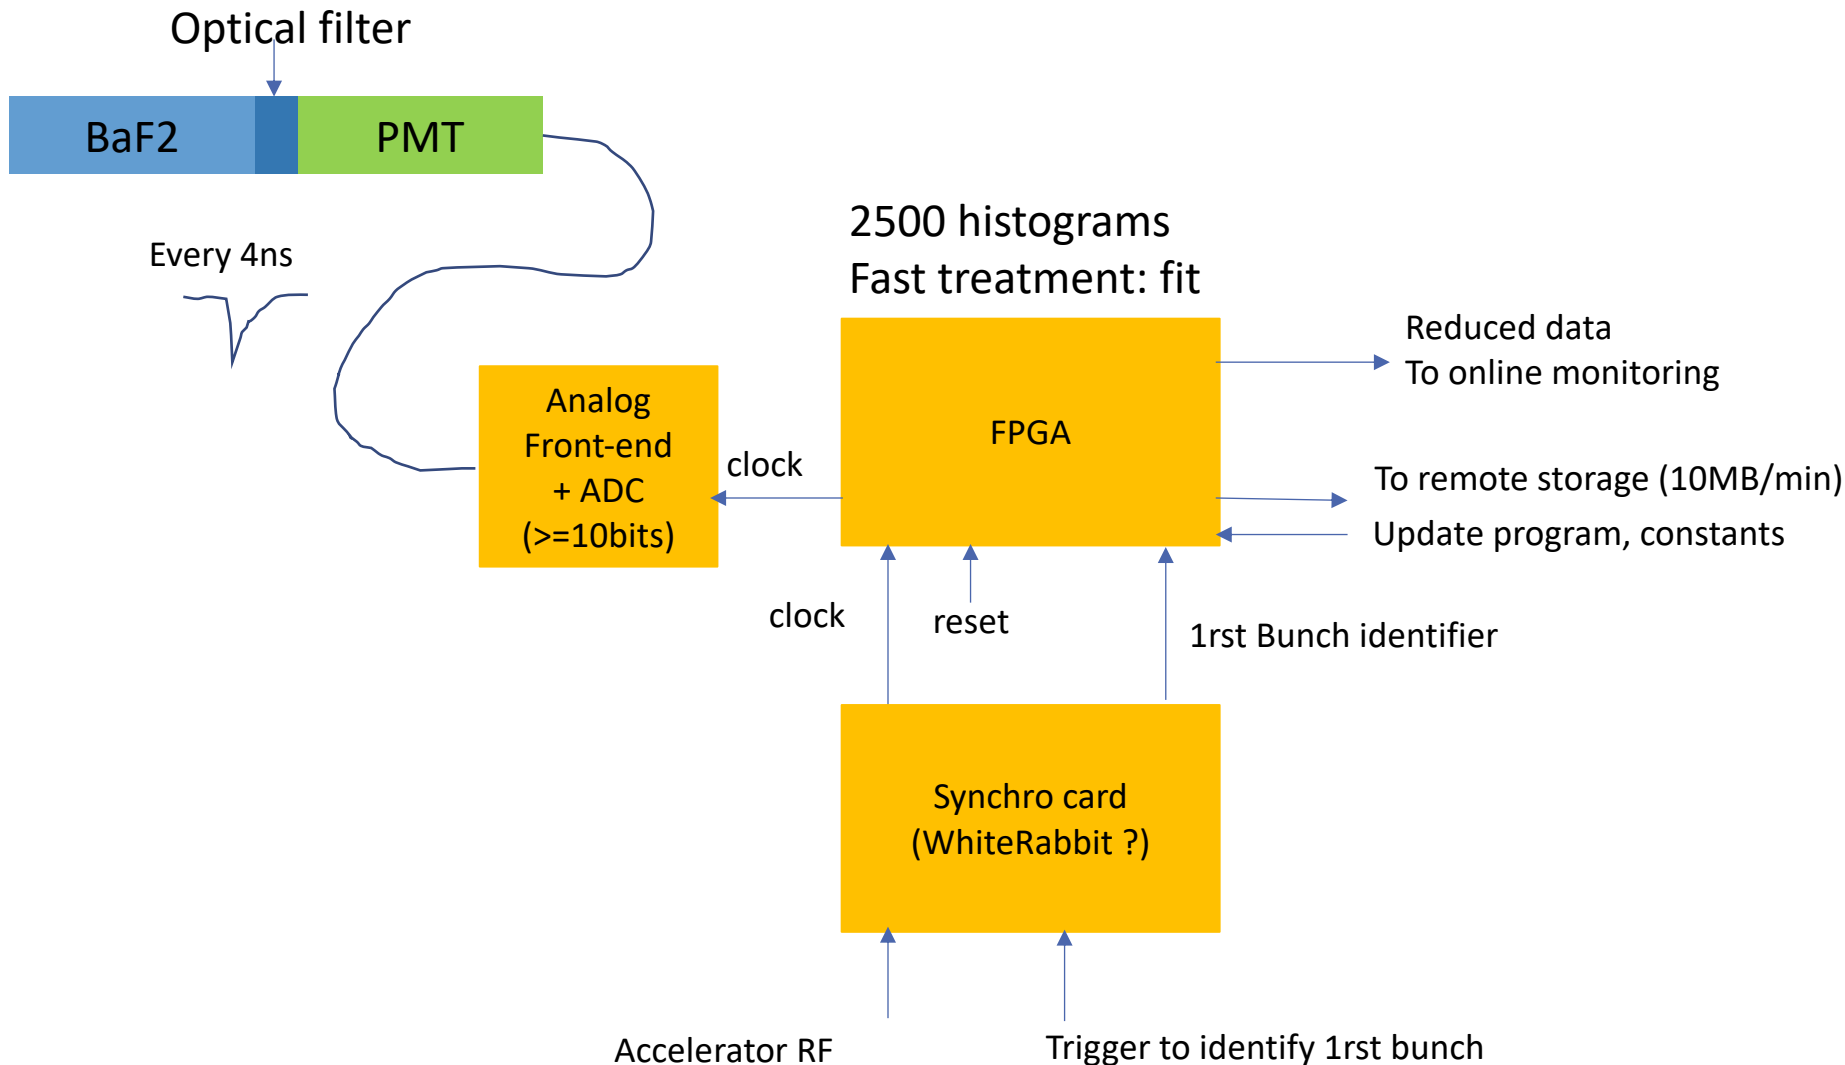 Optical filter
BaF2
PMT
Every 4ns
2500 histograms
Fast treatment: fit
Analog
Front-end
+ ADC
(>=10bits)
clock
FPGA
Reduced data
To online monitoring
To remote storage (10MB/min)
Update program, constants
clock
reset
1rst Bunch identifier
Synchro card
(WhiteRabbit ?)
Accelerator RF
Trigger to identify 1rst bunch